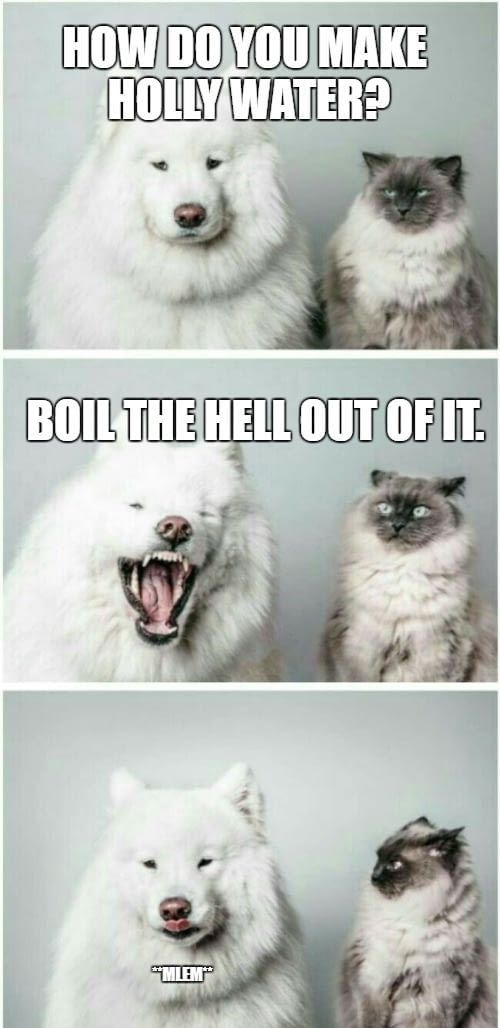 HOW DO YOU MAKE
HOLLY WATER?
BOIL THE HELL OUT OF IT.
**MLEM**